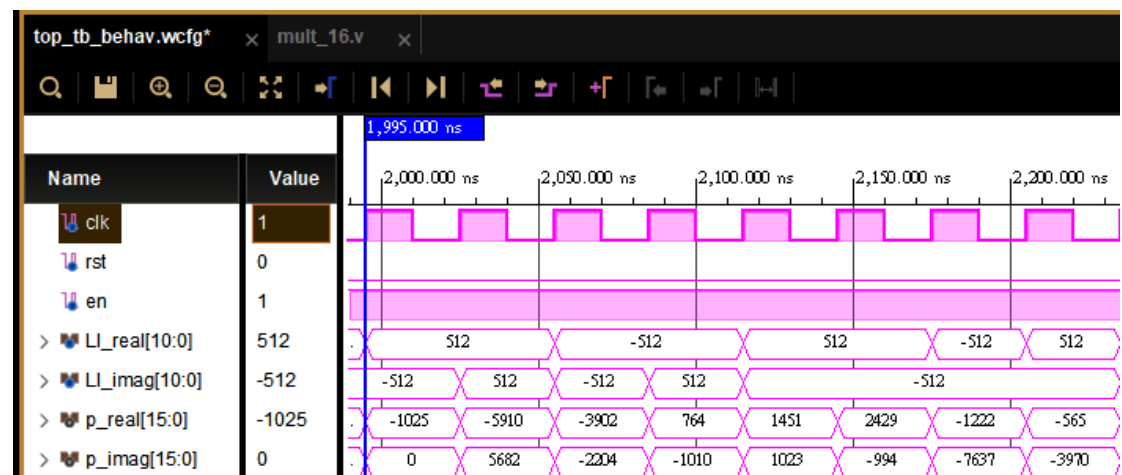 top_tb_behav.wcfg* × mult_16.v ×
1,995.000 ns
Name Value 2,000.000 ns 2,050.000 ns 2,100.000 ns 2,150.000 ns 2,200.000 ns
clk 1
rst 0
en 1
LI_real[10:0] 512 512 -512 512 -512 512
LI_imag[10:0] -512 -512 512 -512 512 -512
p_real[15:0] -1025 -1025 -5910 -3902 764 1451 2429 -1222 -565
p_imag[15:0] 0 0 5682 -2204 -1010 1023 -994 -7637 -3970